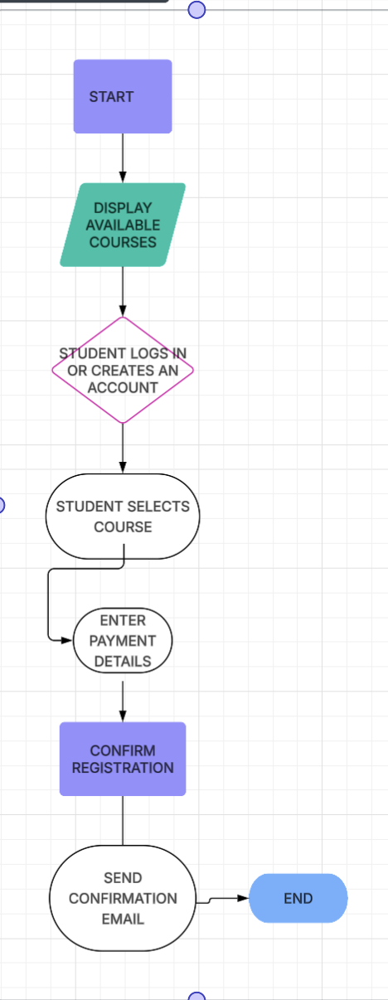 START
DISPLAY
AVAILABLE
COURSES
STUDENT LOGS IN
OR CREATES AN
ACCOUNT
STUDENT SELECTS
COURSE
ENTER
PAYMENT
DETAILS
CONFIRM
REGISTRATION
SEND
CONFIRMATION
EMAIL
END